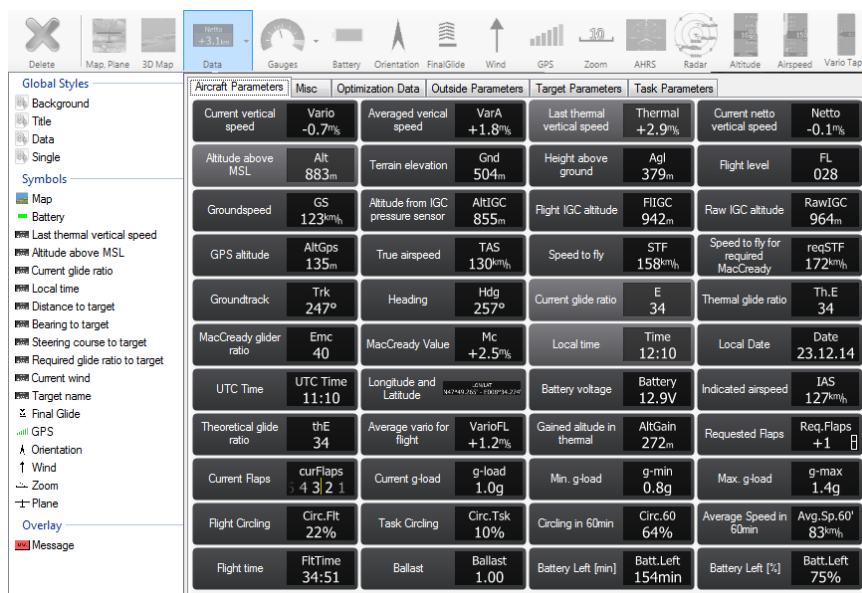 Netto
+3.1m/s
10
Delete
Map, Plane
3D Map
Data
Gauges
Battery
Orientation
FinalGlide
Wind
GPS
Zoom
AHRS
Radar
Altitude
Airspeed
Vario Tap
Global Styles
Background
Title
Data
Single
Symbols
Map
Battery
Last thermal vertical speed
Altitude above MSL
Current glide ratio
Local time
Distance to target
Bearing to target
Steering course to target
Required glide ratio to target
Current wind
Target name
Final Glide
GPS
Orientation
Wind
Zoom
Plane
Overlay
Message
Aircraft Parameters
Misc
Optimization Data
Outside Parameters
Target Parameters
Task Parameters
Current vertical
speed
Vario
-0.7m/s
Averaged verical
speed
VarA
+1.8m/s
Last thermal
vertical speed
Thermal
+2.9m/s
Current netto
vertical speed
Netto
-0.1m/s
Altitude above
MSL
Alt
883m
Terrain elevation
Gnd
504m
Height above
ground
Agl
379m
Flight level
FL
028
Groundspeed
GS
123km/h
Altitude from IGC
pressure sensor
AltIGC
855m
Flight IGC altitude
FlIGC
942m
Raw IGC altitude
RawIGC
964m
GPS altitude
AltGps
135m
True airspeed
TAS
130km/h
Speed to fly
STF
158km/h
Speed to fly for
required
MacCready
reqSTF
172km/h
Groundtrack
Trk
247°
Heading
Hdg
257°
Current glide ratio
E
34
Thermal glide ratio
Th.E
34
MacCready glider
ratio
Emc
40
MacCready Value
Mc
+2.5m/s
Local time
Time
12:10
Local Date
Date
23.12.14
UTC Time
UTC Time
11:10
Longitude and
Latitude
LON/LAT
N47°49.265' - E008°34.274'
Battery voltage
Battery
12.9V
Indicated airspeed
IAS
127km/h
Theoretical glide
ratio
thE
34
Average vario for
flight
VarioFL
+1.2m/s
Gained alitude in
thermal
AltGain
272m
Requested Flaps
Req.Flaps
+1
Current Flaps
curFlaps
5 4 3 2 1
Current g-load
g-load
1.0g
Min. g-load
g-min
0.8g
Max. g-load
g-max
1.4g
Flight Circling
Circ.Flt
22%
Task Circling
Circ.Tsk
10%
Circling in 60min
Circ.60
64%
Average Speed in
60min
Avg.Sp.60'
83km/h
Flight time
FltTime
34:51
Ballast
Ballast
1.00
Battery Left [min]
Batt.Left
154min
Battery Left [%]
Batt.Left
75%